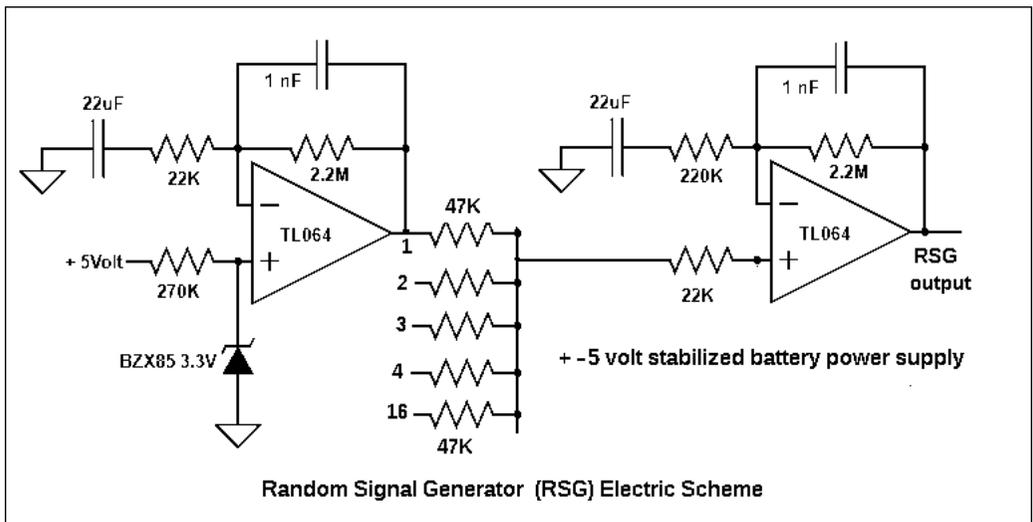 1 nF
22uF
22K
2.2M
TL064
+ 5Volt
270K
BZX85 3.3V
47K
1
2
3
4
16
47K
1 nF
22uF
220K
2.2M
TL064
22K
RSG
output
+ -5 volt stabilized battery power supply
Random Signal Generator (RSG) Electric Scheme